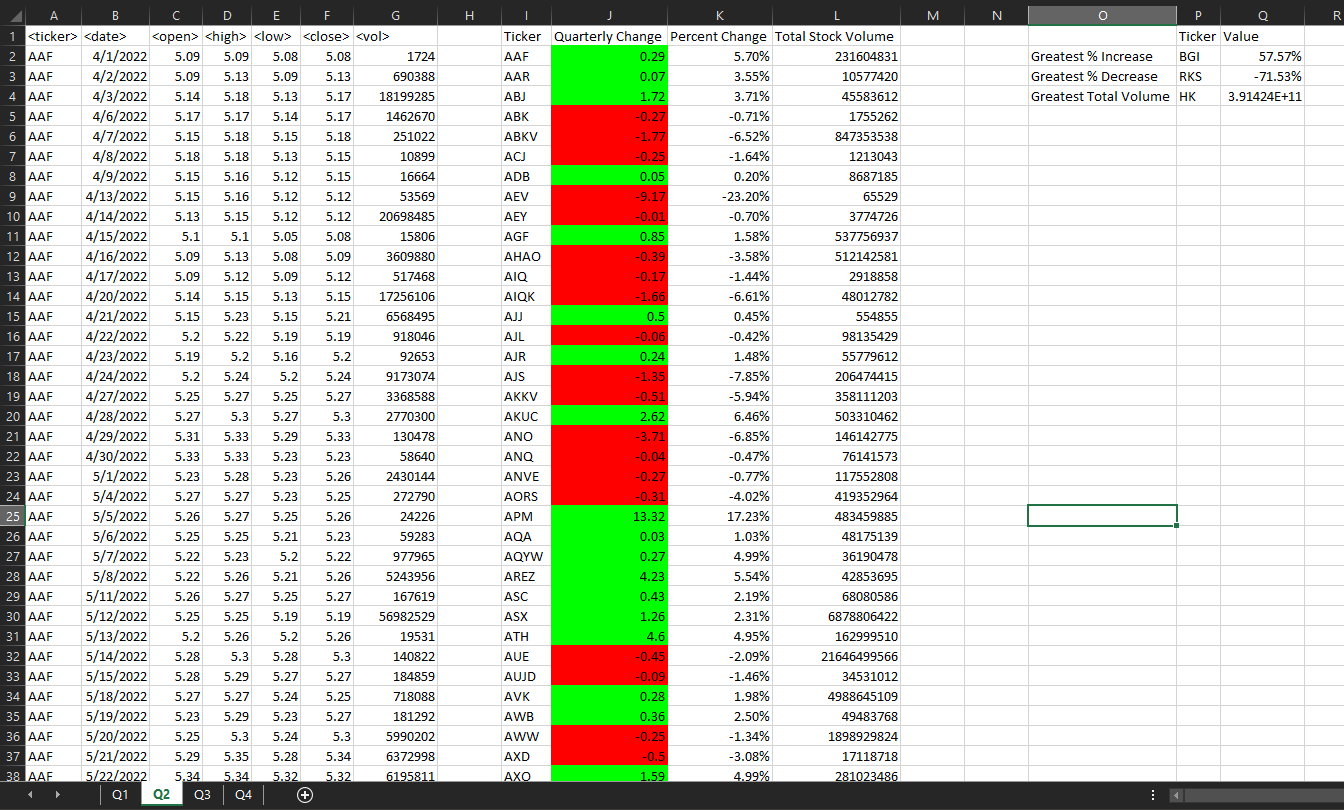 A B C D E F G H I J K L M N O P Q R
1 <ticker> <date> <open> <high> <low> <close> <vol> Ticker Quarterly Change Percent Change Total Stock Volume Ticker Value
2 AAF 4/1/2022 5.09 5.09 5.08 5.08 1724 AAF 0.29 5.70% 231604831 Greatest % Increase BGI 57.57%
3 AAF 4/2/2022 5.09 5.13 5.09 5.13 690388 AAR 0.07 3.55% 10577420 Greatest % Decrease RKS -71.53%
4 AAF 4/3/2022 5.14 5.18 5.13 5.17 18199285 ABJ 1.72 3.71% 45583612 Greatest Total Volume HK 3.91424E+11
5 AAF 4/6/2022 5.17 5.17 5.14 5.17 1462670 ABK -0.27 -0.71% 1755262
6 AAF 4/7/2022 5.15 5.18 5.15 5.18 251022 ABKV -1.77 -6.52% 847353538
7 AAF 4/8/2022 5.18 5.18 5.13 5.15 10899 ACJ -0.25 -1.64% 1213043
8 AAF 4/9/2022 5.15 5.16 5.12 5.12 16664 ADB 0.05 0.20% 8687185
9 AAF 4/13/2022 5.15 5.16 5.12 5.12 53569 AEV -9.17 -23.20% 65529
10 AAF 4/14/2022 5.13 5.15 5.12 5.12 20698485 AEY -0.01 -0.70% 3774726
11 AAF 4/15/2022 5.1 5.1 5.05 5.08 15806 AGF 0.85 1.58% 537756937
12 AAF 4/16/2022 5.09 5.13 5.08 5.09 3609880 AHAO -0.39 -3.58% 512142581
13 AAF 4/17/2022 5.09 5.12 5.09 5.12 517468 AIQ -0.17 -1.44% 2918858
14 AAF 4/20/2022 5.14 5.15 5.13 5.15 17256106 AIQK -1.66 -6.61% 48012782
15 AAF 4/21/2022 5.15 5.23 5.15 5.21 6568495 AJJ 0.5 0.45% 554855
16 AAF 4/22/2022 5.2 5.22 5.19 5.19 918046 AJL -0.06 -0.42% 98135429
17 AAF 4/23/2022 5.19 5.2 5.16 5.2 92653 AJR 0.24 1.48% 55779612
18 AAF 4/24/2022 5.2 5.24 5.2 5.24 9173074 AJS -1.35 -7.85% 206474415
19 AAF 4/27/2022 5.25 5.27 5.25 5.27 3368588 AKKV -0.51 -5.94% 358111203
20 AAF 4/28/2022 5.27 5.3 5.27 5.3 2770300 AKUC 2.62 6.46% 503310462
21 AAF 4/29/2022 5.31 5.33 5.29 5.33 130478 ANO -3.71 -6.85% 146142775
22 AAF 4/30/2022 5.33 5.33 5.23 5.23 58640 ANQ -0.04 -0.47% 76141573
23 AAF 5/1/2022 5.23 5.28 5.23 5.26 2430144 ANVE -0.27 -0.77% 117552808
24 AAF 5/4/2022 5.27 5.27 5.23 5.25 272790 AORS -0.31 -4.02% 419352964
25 AAF 5/5/2022 5.26 5.27 5.25 5.26 24226 APM 13.32 17.23% 483459885
26 AAF 5/6/2022 5.25 5.25 5.21 5.23 59283 AQA 0.03 1.03% 48175139
27 AAF 5/7/2022 5.22 5.23 5.2 5.22 977965 AQYW 0.27 4.99% 36190478
28 AAF 5/8/2022 5.22 5.26 5.21 5.26 5243956 AREZ 4.23 5.54% 42853695
29 AAF 5/11/2022 5.26 5.27 5.25 5.27 167619 ASC 0.43 2.19% 68080586
30 AAF 5/12/2022 5.25 5.25 5.19 5.19 56982529 ASX 1.26 2.31% 6878806422
31 AAF 5/13/2022 5.2 5.26 5.2 5.26 19531 ATH 4.6 4.95% 162999510
32 AAF 5/14/2022 5.28 5.3 5.28 5.3 140822 AUE -0.45 -2.09% 21646499566
33 AAF 5/15/2022 5.28 5.29 5.27 5.27 184859 AUJD -0.09 -1.46% 34531012
34 AAF 5/18/2022 5.27 5.27 5.24 5.25 718088 AVK 0.28 1.98% 4988645109
35 AAF 5/19/2022 5.23 5.29 5.23 5.27 181292 AWB 0.36 2.50% 49483768
36 AAF 5/20/2022 5.25 5.3 5.24 5.3 5990202 AWW -0.25 -1.34% 1898929824
37 AAF 5/21/2022 5.29 5.35 5.28 5.34 6372998 AXD -0.5 -3.08% 17118718
38 AAF 5/22/2022 5.34 5.34 5.32 5.32 6195811 AXO 1.59 4.99% 281023486
Q1 Q2 Q3 Q4